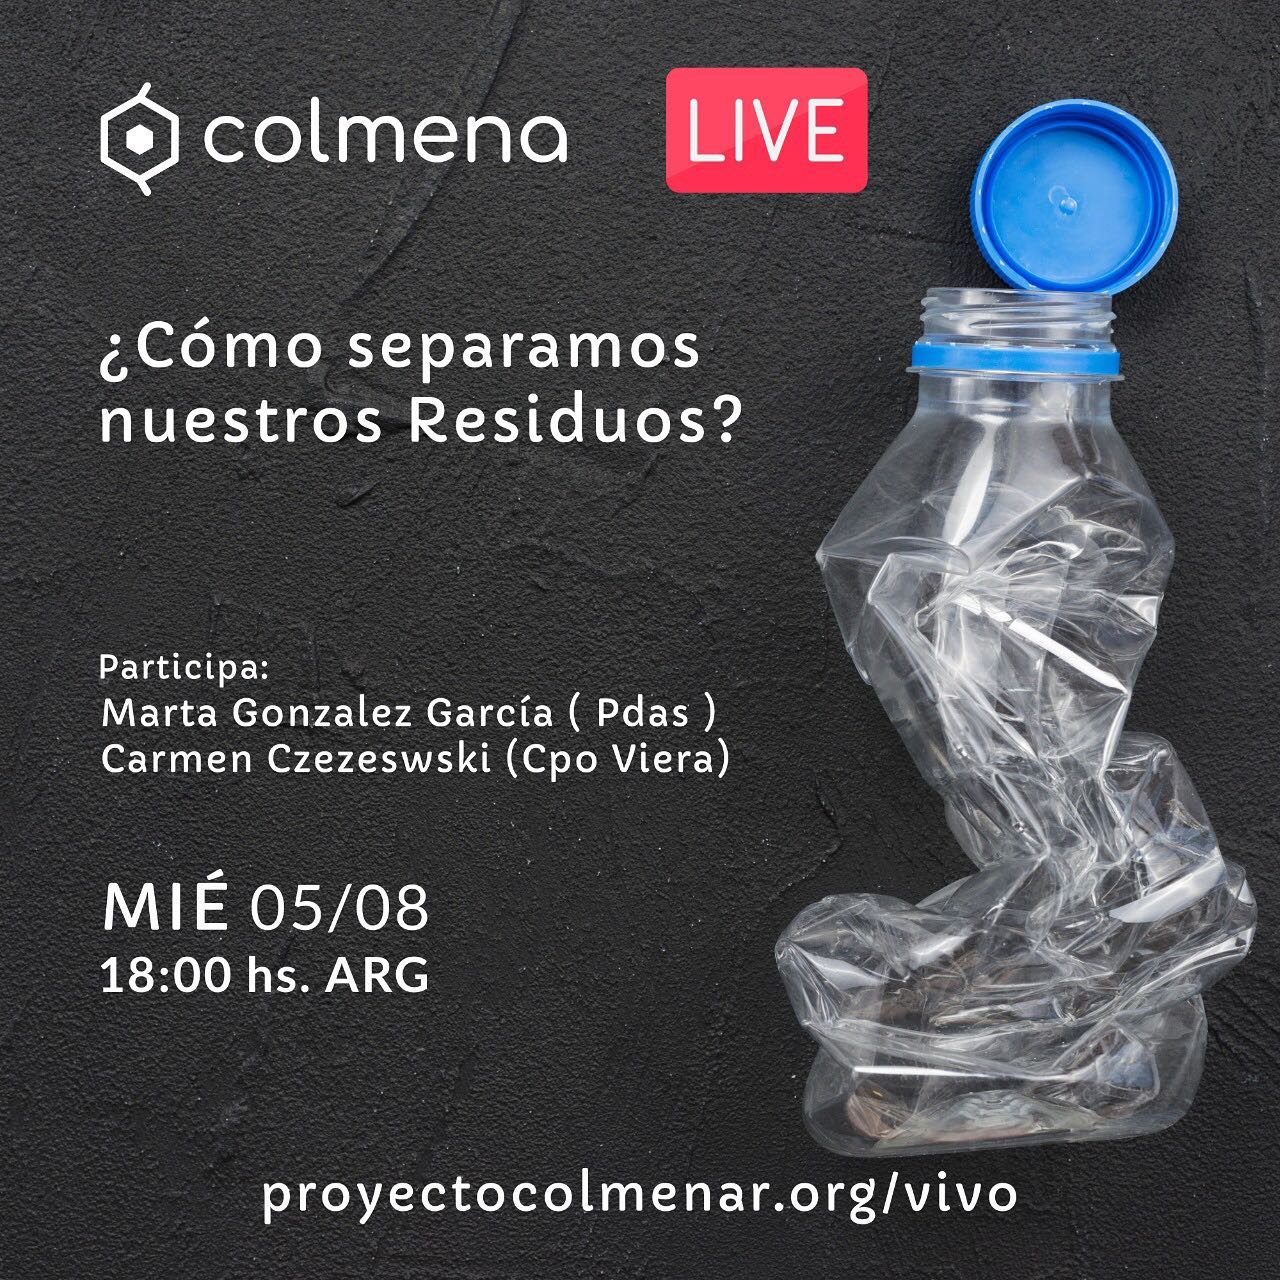 colmena
LIVE
¿Cómo separamos
nuestros Residuos?
Participa:
Marta Gonzalez García ( Pdas )
Carmen Czezeswski (Cpo Viera)
MIÉ 05/08
18:00 hs. ARG
proyectocolmenar.org/vivo